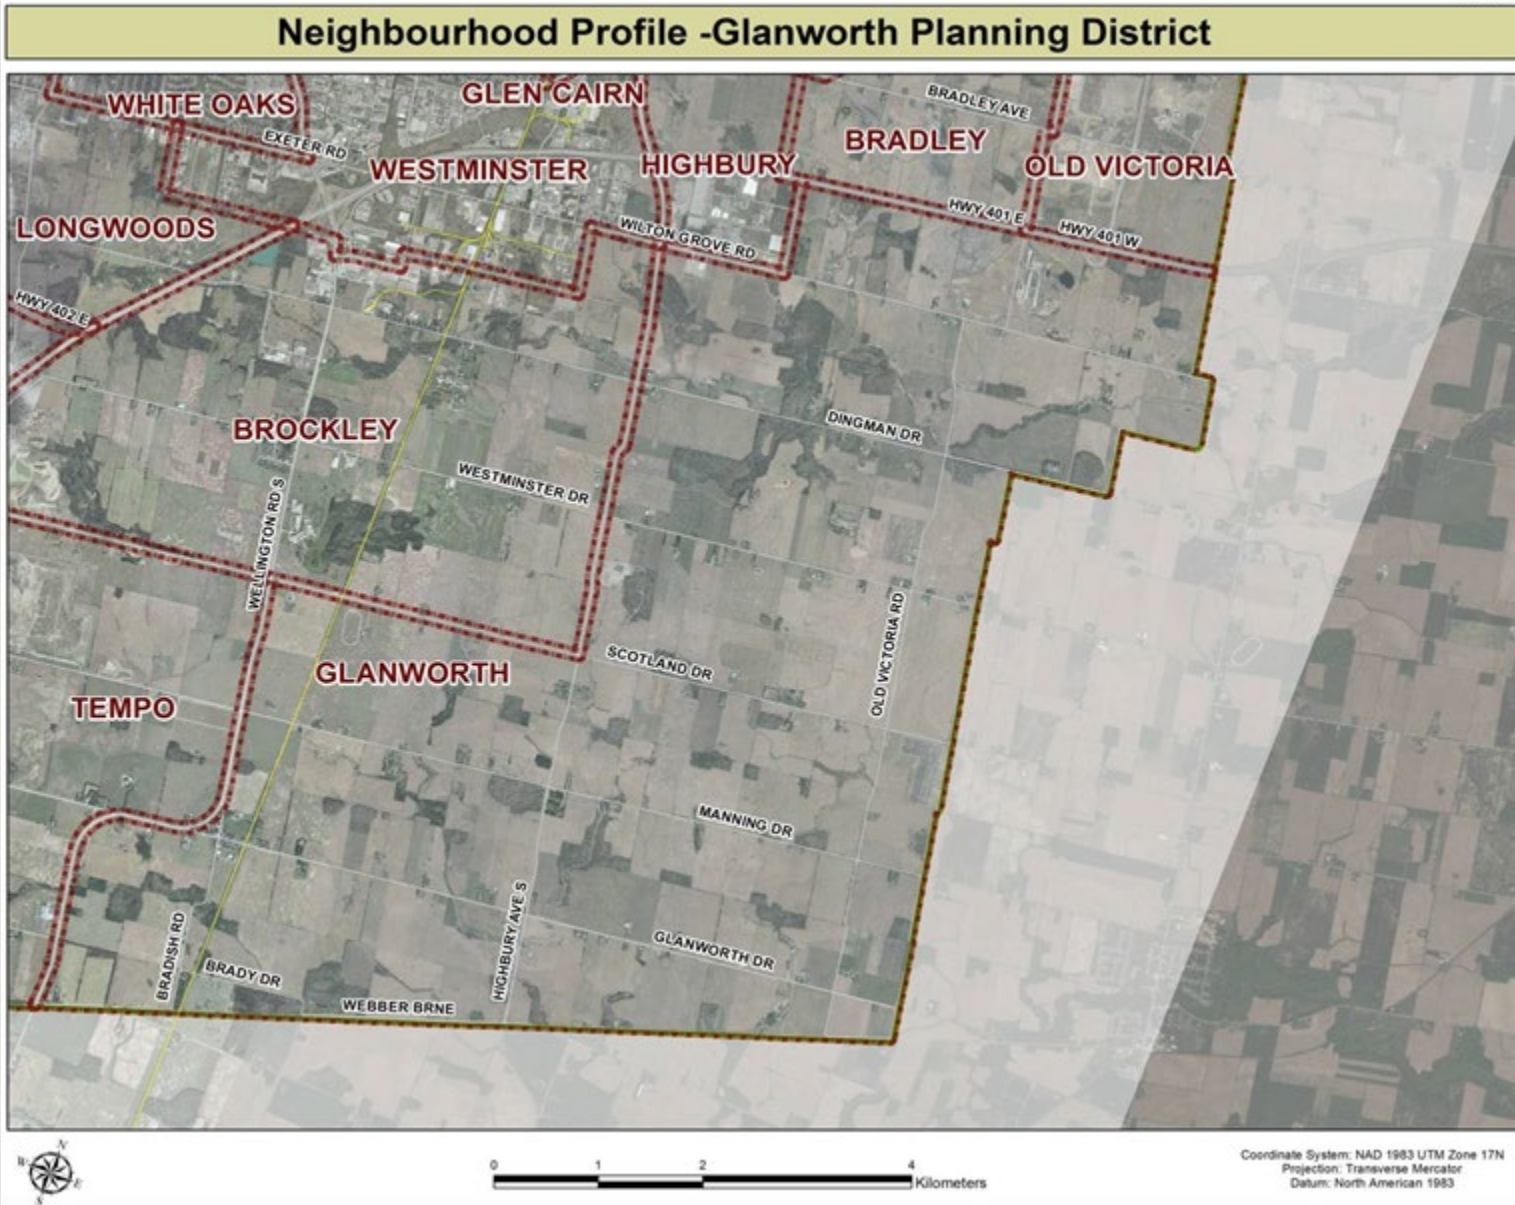 Neighbourhood Profile -Glanworth Planning District
WHITE OAKS
GLEN CAIRN
BRADLEY AVE
EXETER RD
BRADLEY
WESTMINSTER
HIGHBURY
OLD VICTORIA
LONGWOODS
HWY 401 E
WILTON GROVE RD
HWY 401 W
HWY 402 E
BROCKLEY
DINGMAN DR
WESTMINSTER DR
WELLINGTON RD S
OLD VICTORIA RD
SCOTLAND DR
GLANWORTH
TEMPO
MANNING DR
HIGHBURY AVE S
BRADISH RD
GLANWORTH DR
BRADY DR
WEBBER BRNE
N
W
E
S
0 1 2 4
Kilometers
Coordinate System: NAD 1983 UTM Zone 17N
Projection: Transverse Mercator
Datum: North American 1983